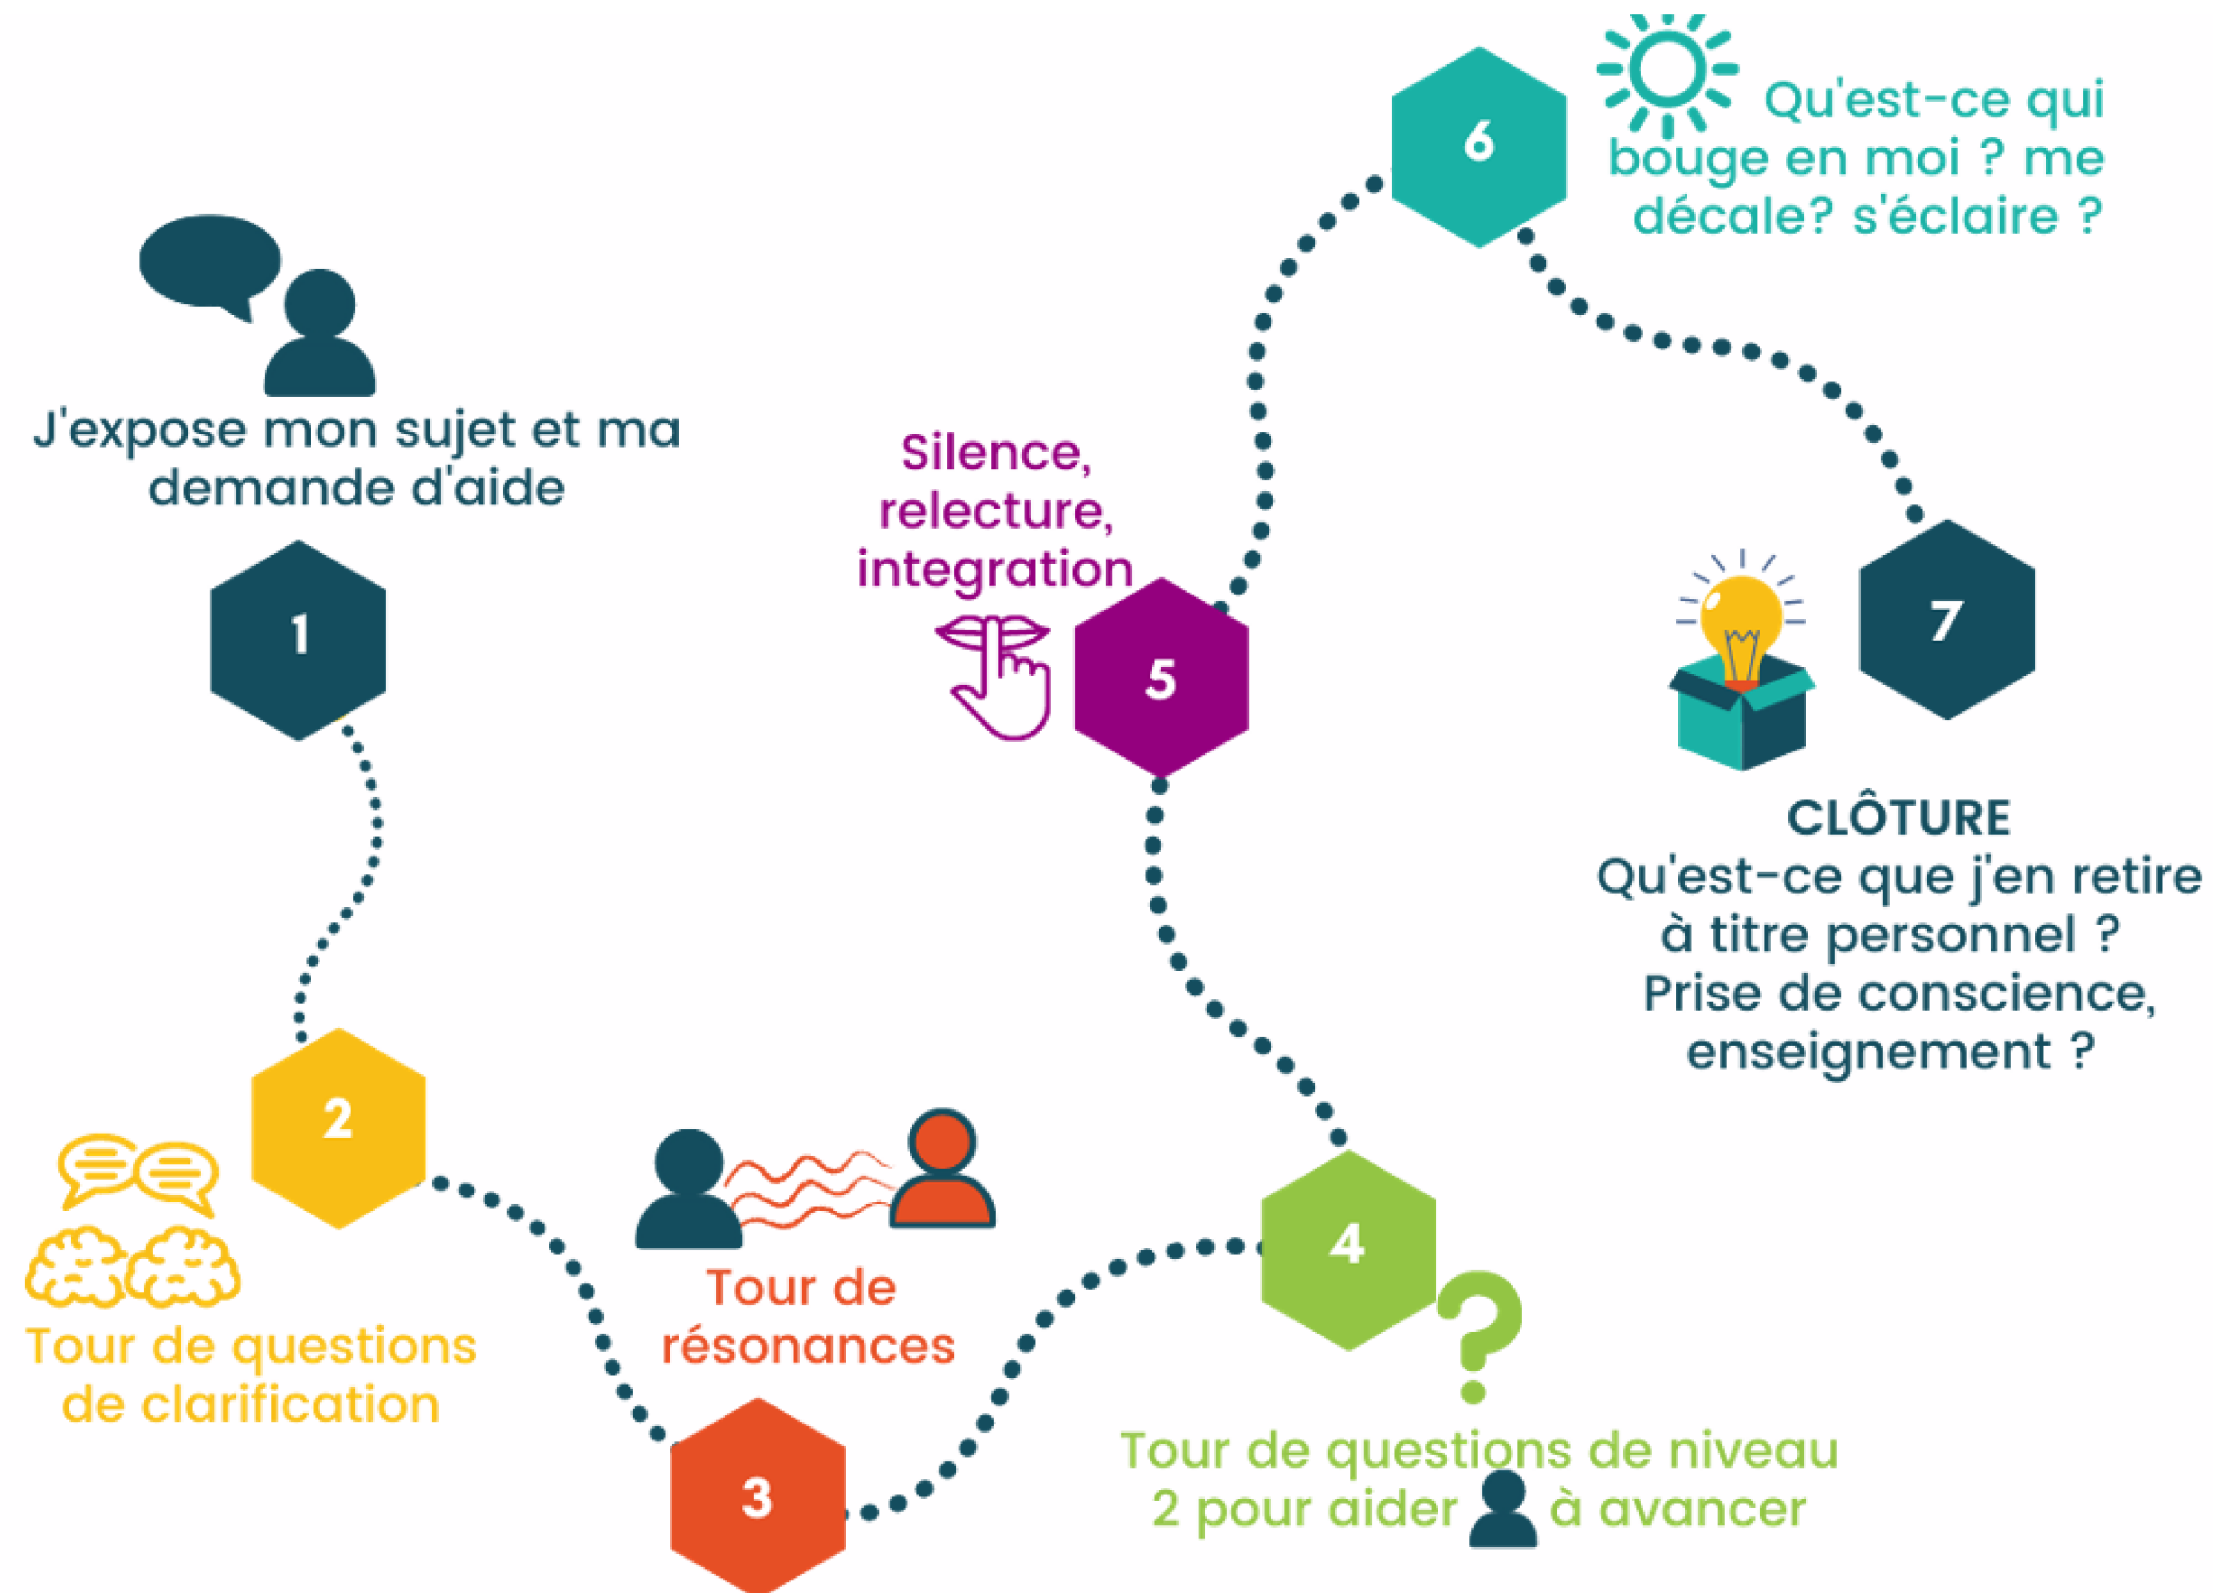 J'expose mon sujet et ma
demande d'aide
1
2
Tour de questions
de clarification
Tour de
résonances
3
4
Tour de questions de niveau
2 pour aider à avancer
Silence,
relecture,
integration
5
6
Qu'est-ce qui
bouge en moi ? me
décale? s'éclaire ?
7
CLÔTURE
Qu'est-ce que j'en retire
à titre personnel ?
Prise de conscience,
enseignement ?